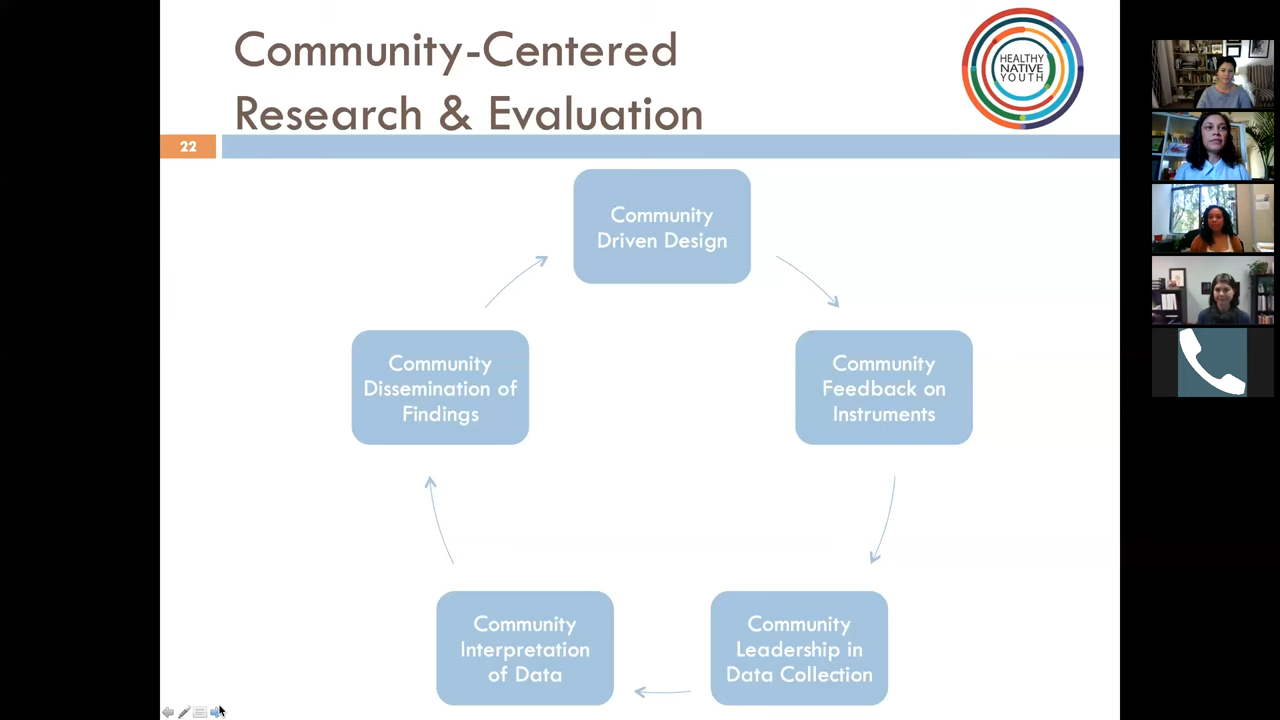 Community-Centered
Research & Evaluation
HEALTHY
NATIVE
YOUTH
22
Community
Driven Design
Community
Feedback on
Instruments
Community
Leadership in
Data Collection
Community
Interpretation
of Data
Community
Dissemination of
Findings